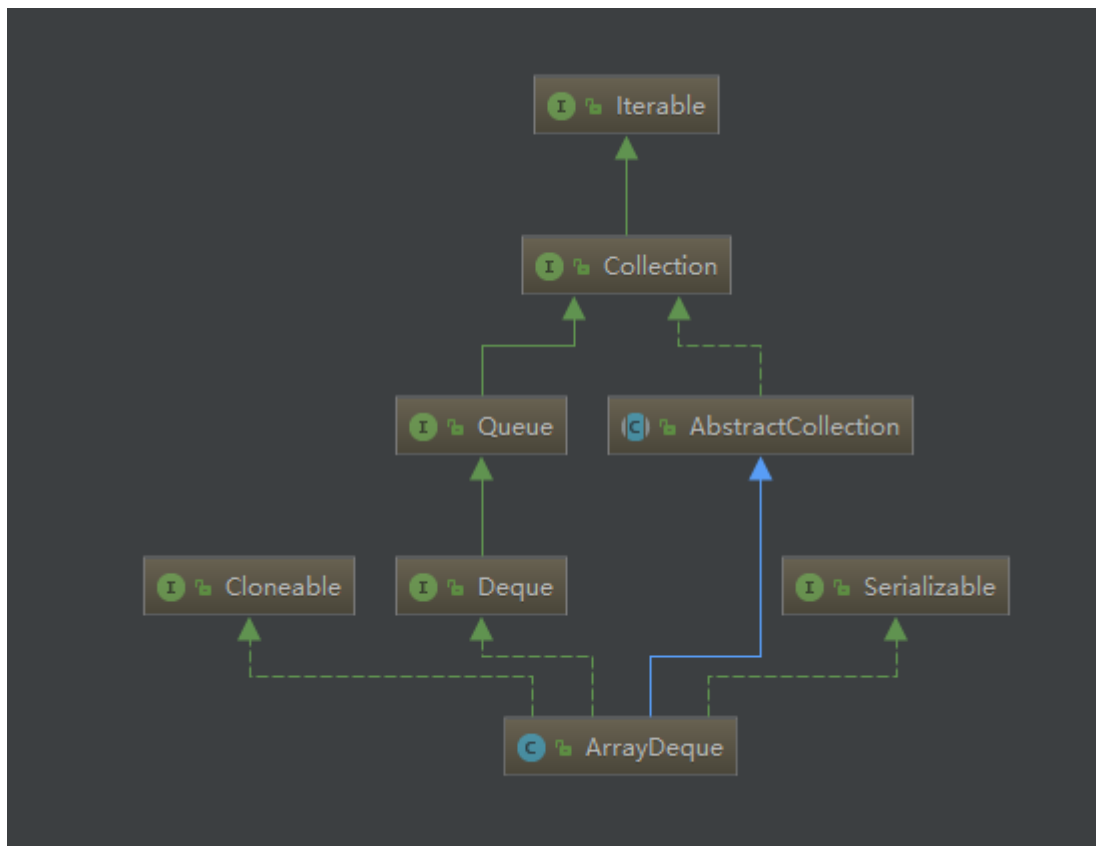 I Iterable
I Collection
I Queue
C AbstractCollection
I Cloneable
I Deque
I Serializable
C ArrayDeque